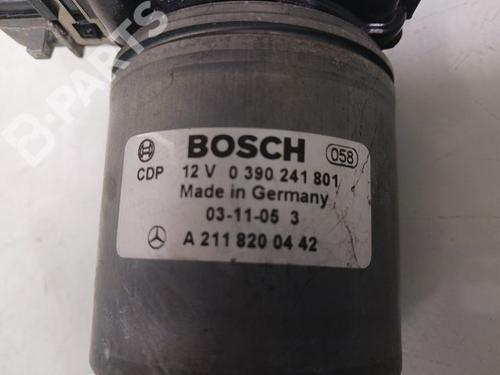 B-PARTS
BOSCH 058
CDP 12 V 0 390 241 801
Made in Germany
03-11-05 3
A 211 820 04 42